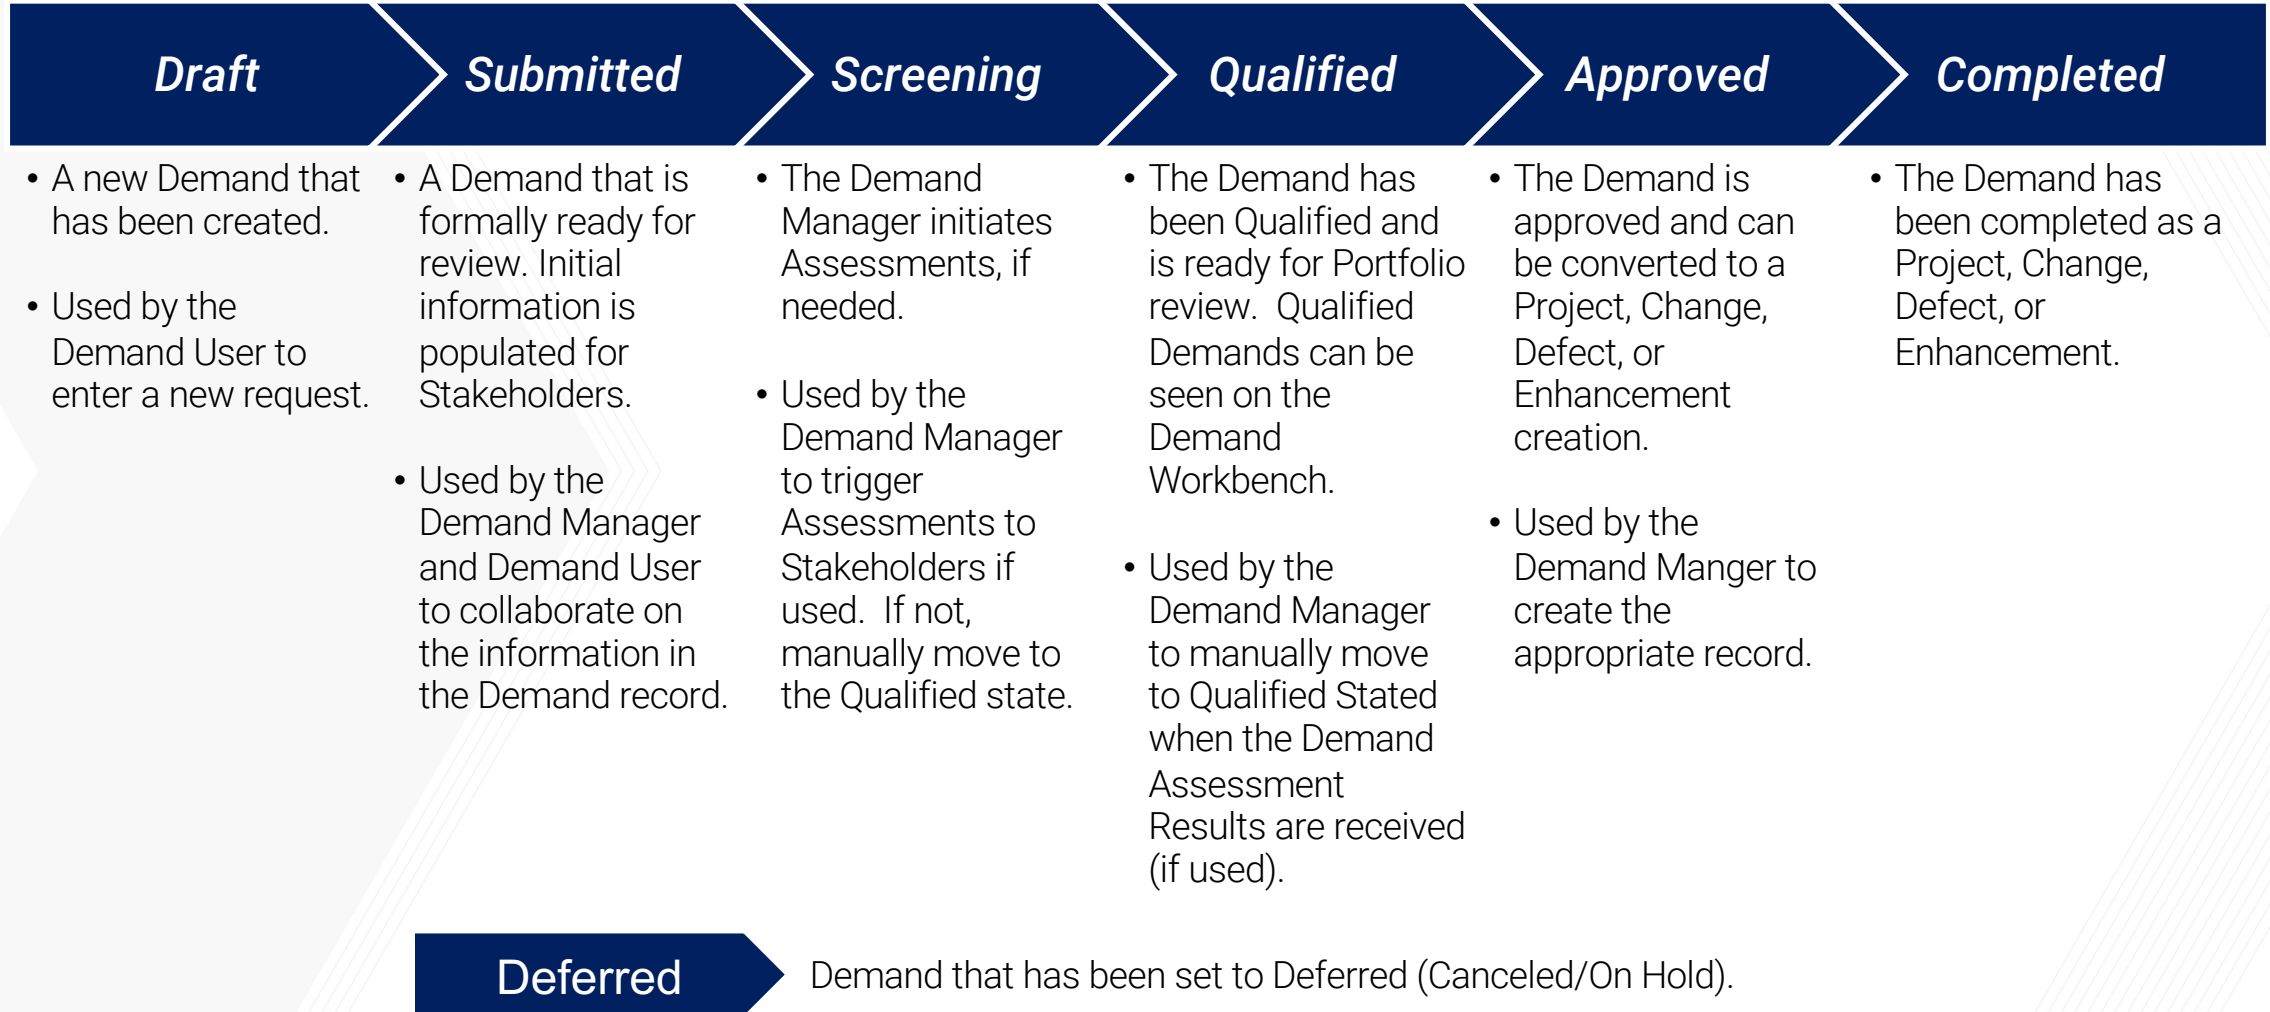 Draft
Submitted
Screening
Qualified
Approved
Completed
• A new Demand that
has been created.
• Used by the
Demand User to
enter a new request.
• A Demand that is
formally ready for
review. Initial
information is
populated for
Stakeholders.
• Used by the
Demand Manager
and Demand User
to collaborate on
the information in
the Demand record.
• The Demand
Manager initiates
Assessments, if
needed.
• Used by the
Demand Manager
to trigger
Assessments to
Stakeholders if
used.  If not,
manually move to
the Qualified state.
• The Demand has
been Qualified and
is ready for Portfolio
review.  Qualified
Demands can be
seen on the
Demand
Workbench.
• Used by the
Demand Manager
to manually move
to Qualified Stated
when the Demand
Assessment
Results are received
(if used).
• The Demand is
approved and can
be converted to a
Project, Change,
Defect, or
Enhancement
creation.
• Used by the
Demand Manger to
create the
appropriate record.
• The Demand has
been completed as a
Project, Change,
Defect, or
Enhancement.
Deferred
Demand that has been set to Deferred (Canceled/On Hold).